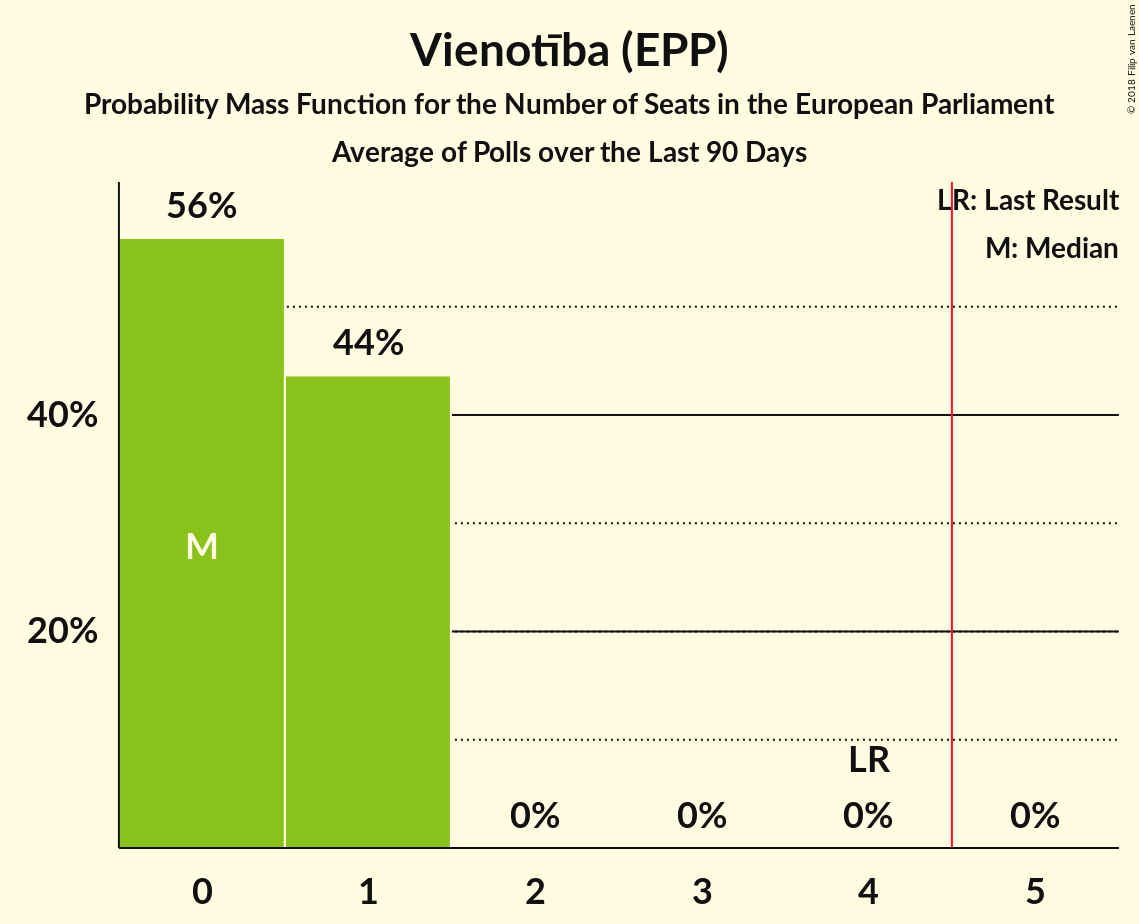 Vienotība (EPP)
Probability Mass Function for the Number of Seats in the European Parliament
Average of Polls over the Last 90 Days
© 2018 Filip van Laenen
LR: Last Result
M: Median
56%
44%
40%
M
20%
LR
0%
0%
0%
0%
0
1
2
3
4
5